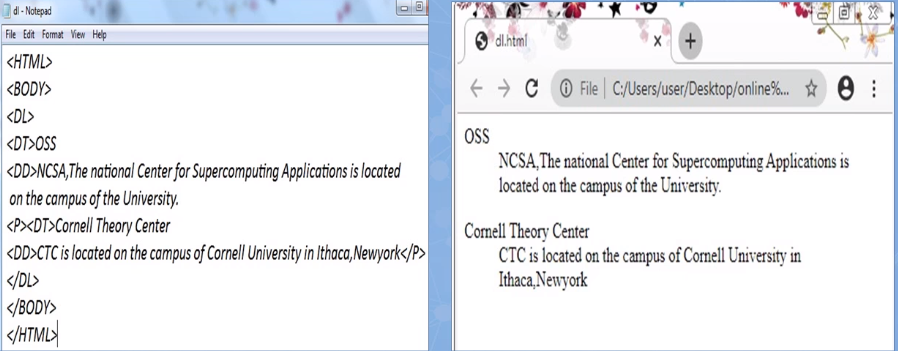 dl - Notepad
File Edit Format View Help
<HTML>
<BODY>
<DL>
<DT>OSS
<DD>NCSA,The national Center for Supercomputing Applications is located
on the campus of the University.
<P><DT>Cornell Theory Center
<DD>CTC is located on the campus of Cornell University in Ithaca,Newyork</P>
</DL>
</BODY>
</HTML>
dl.html
File | C:/Users/user/Desktop/online%...
OSS
NCSA,The national Center for Supercomputing Applications is
located on the campus of the University.
Cornell Theory Center
CTC is located on the campus of Cornell University in
Ithaca,Newyork